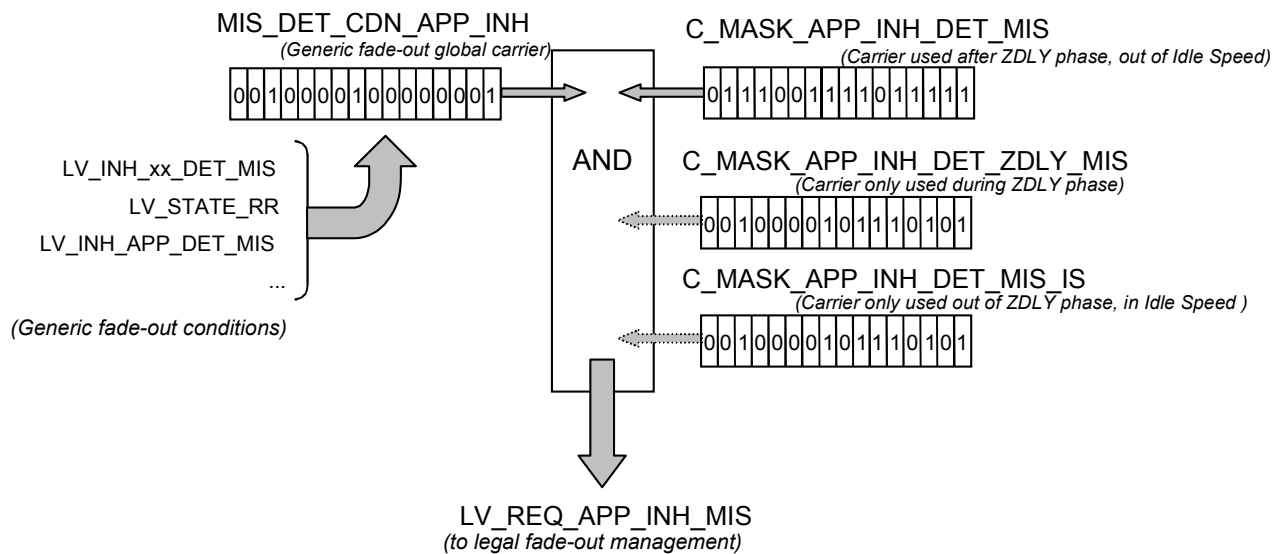 MIS_DET_CDN_APP_INH
(Generic fade-out global carrier)
0010000100000001
LV_INH_xx_DET_MIS
LV_STATE_RR
LV_INH_APP_DET_MIS
...
(Generic fade-out conditions)
AND
C_MASK_APP_INH_DET_MIS
(Carrier used after ZDLY phase, out of Idle Speed)
0111001111011111
C_MASK_APP_INH_DET_ZDLY_MIS
(Carrier only used during ZDLY phase)
0010000101110101
C_MASK_APP_INH_DET_MIS_IS
(Carrier only used out of ZDLY phase, in Idle Speed )
0010000101110101
LV_REQ_APP_INH_MIS
(to legal fade-out management)